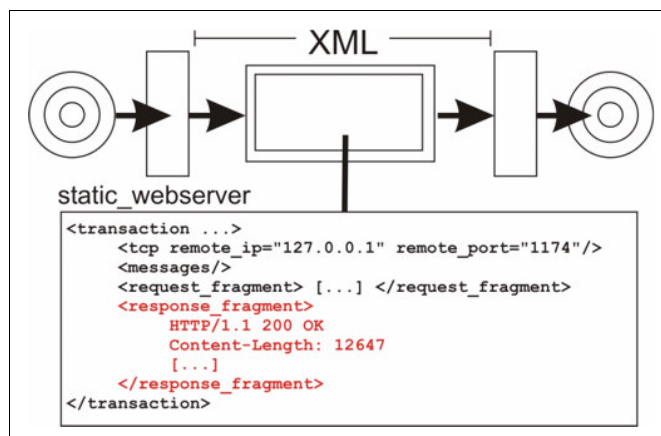 XML
static_webserver
<transaction ...>
<tcp remote_ip="127.0.0.1" remote_port="1174"/>
<messages/>
<request_fragment> [...] </request_fragment>
<response_fragment>
HTTP/1.1 200 OK
Content-Length: 12647
[...]
</response_fragment>
</transaction>